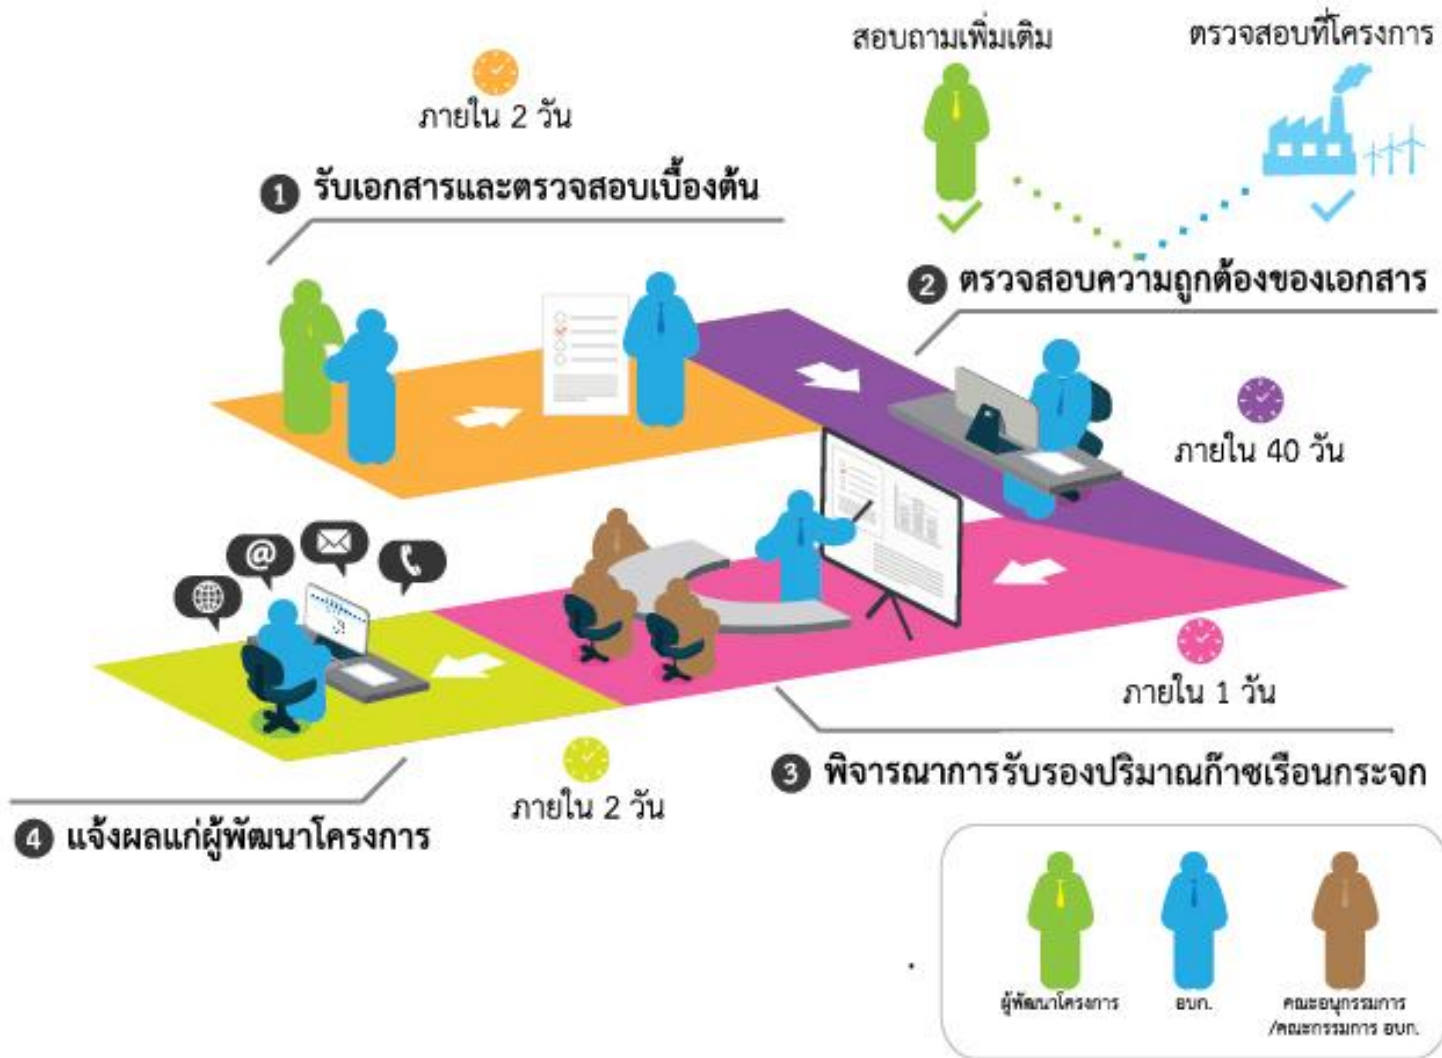 สอบถามเพิ่มเติม
ตรวจสอบที่โครงการ
ภายใน 2 วัน
1 รับเอกสารและตรวจสอบเบื้องต้น
2 ตรวจสอบความถูกต้องของเอกสาร
ภายใน 40 วัน
@
ภายใน 1 วัน
3 พิจารณาการรับรองปริมาณก๊าซเรือนกระจก
ภายใน 2 วัน
4 แจ้งผลแก่ผู้พัฒนาโครงการ
ผู้พัฒนาโครงการ
อบก.
คณะอนุกรรมการ
/คณะกรรมการ อบก.